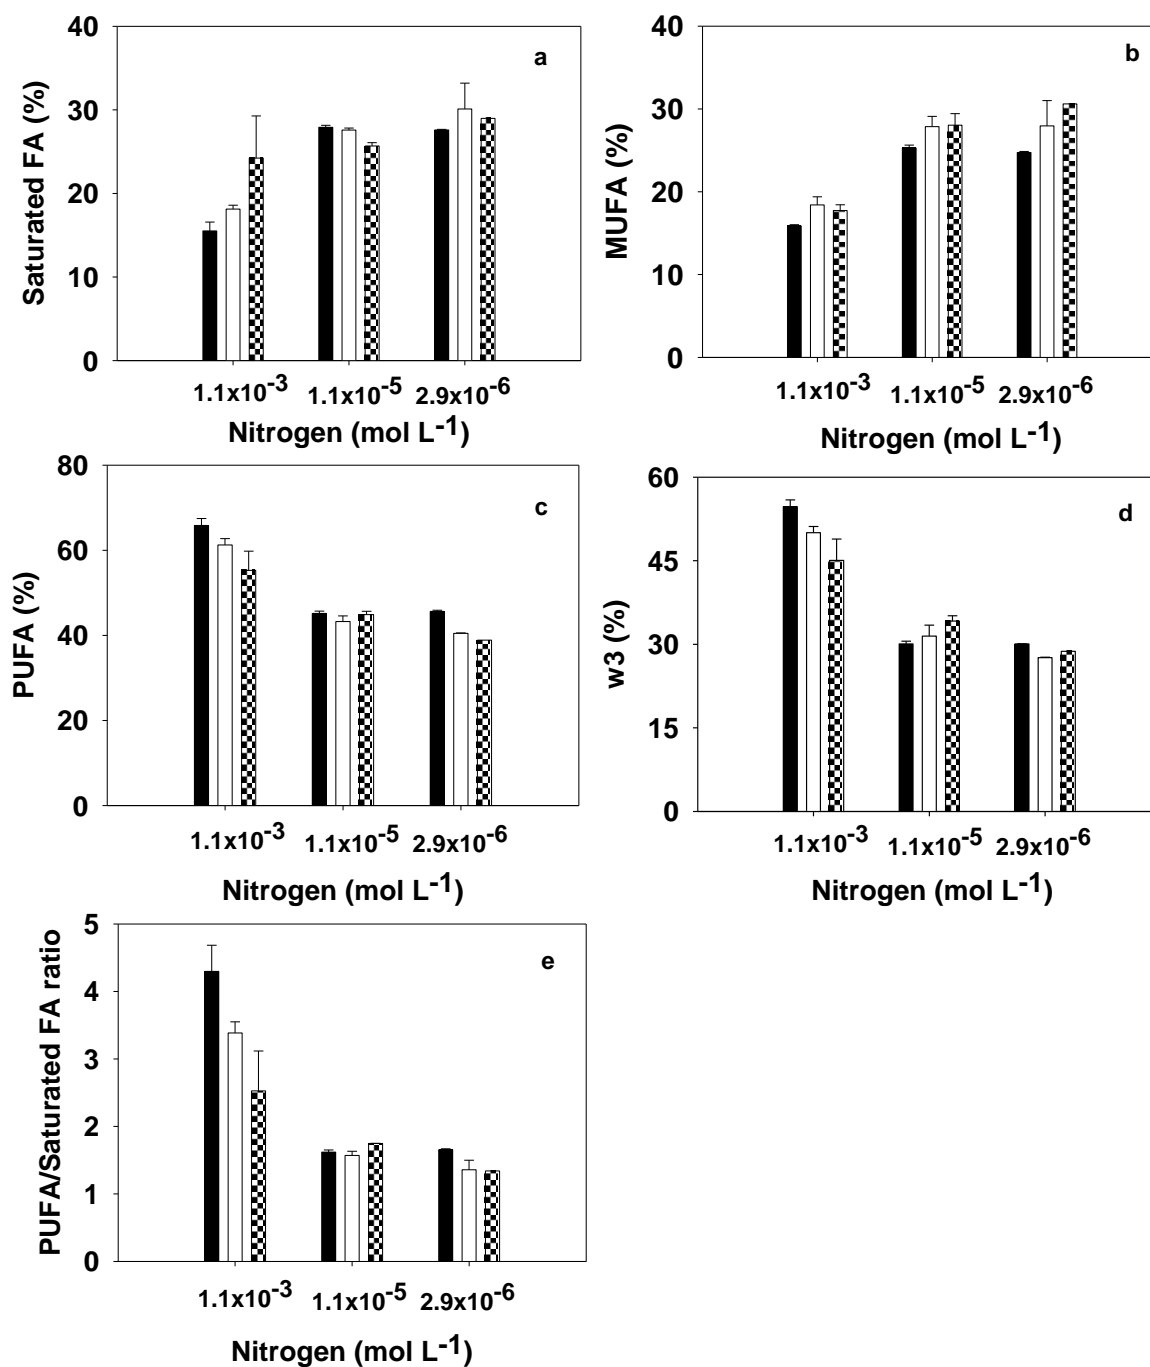 40
30
20
10
0
Saturated FA (%)
a
1.1x10-3 1.1x10-5 2.9x10-6
Nitrogen (mol L-1)
40
30
20
10
0
MUFA (%)
b
1.1x10-3 1.1x10-5 2.9x10-6
Nitrogen (mol L-1)
80
60
40
20
0
PUFA (%)
c
1.1x10-3 1.1x10-5 2.9x10-6
Nitrogen (mol L-1)
60
45
30
15
0
w3 (%)
d
1.1x10-3 1.1x10-5 2.9x10-6
Nitrogen (mol L-1)
5
4
3
2
1
0
PUFA/Saturated FA ratio
e
1.1x10-3 1.1x10-5 2.9x10-6
Nitrogen (mol L-1)